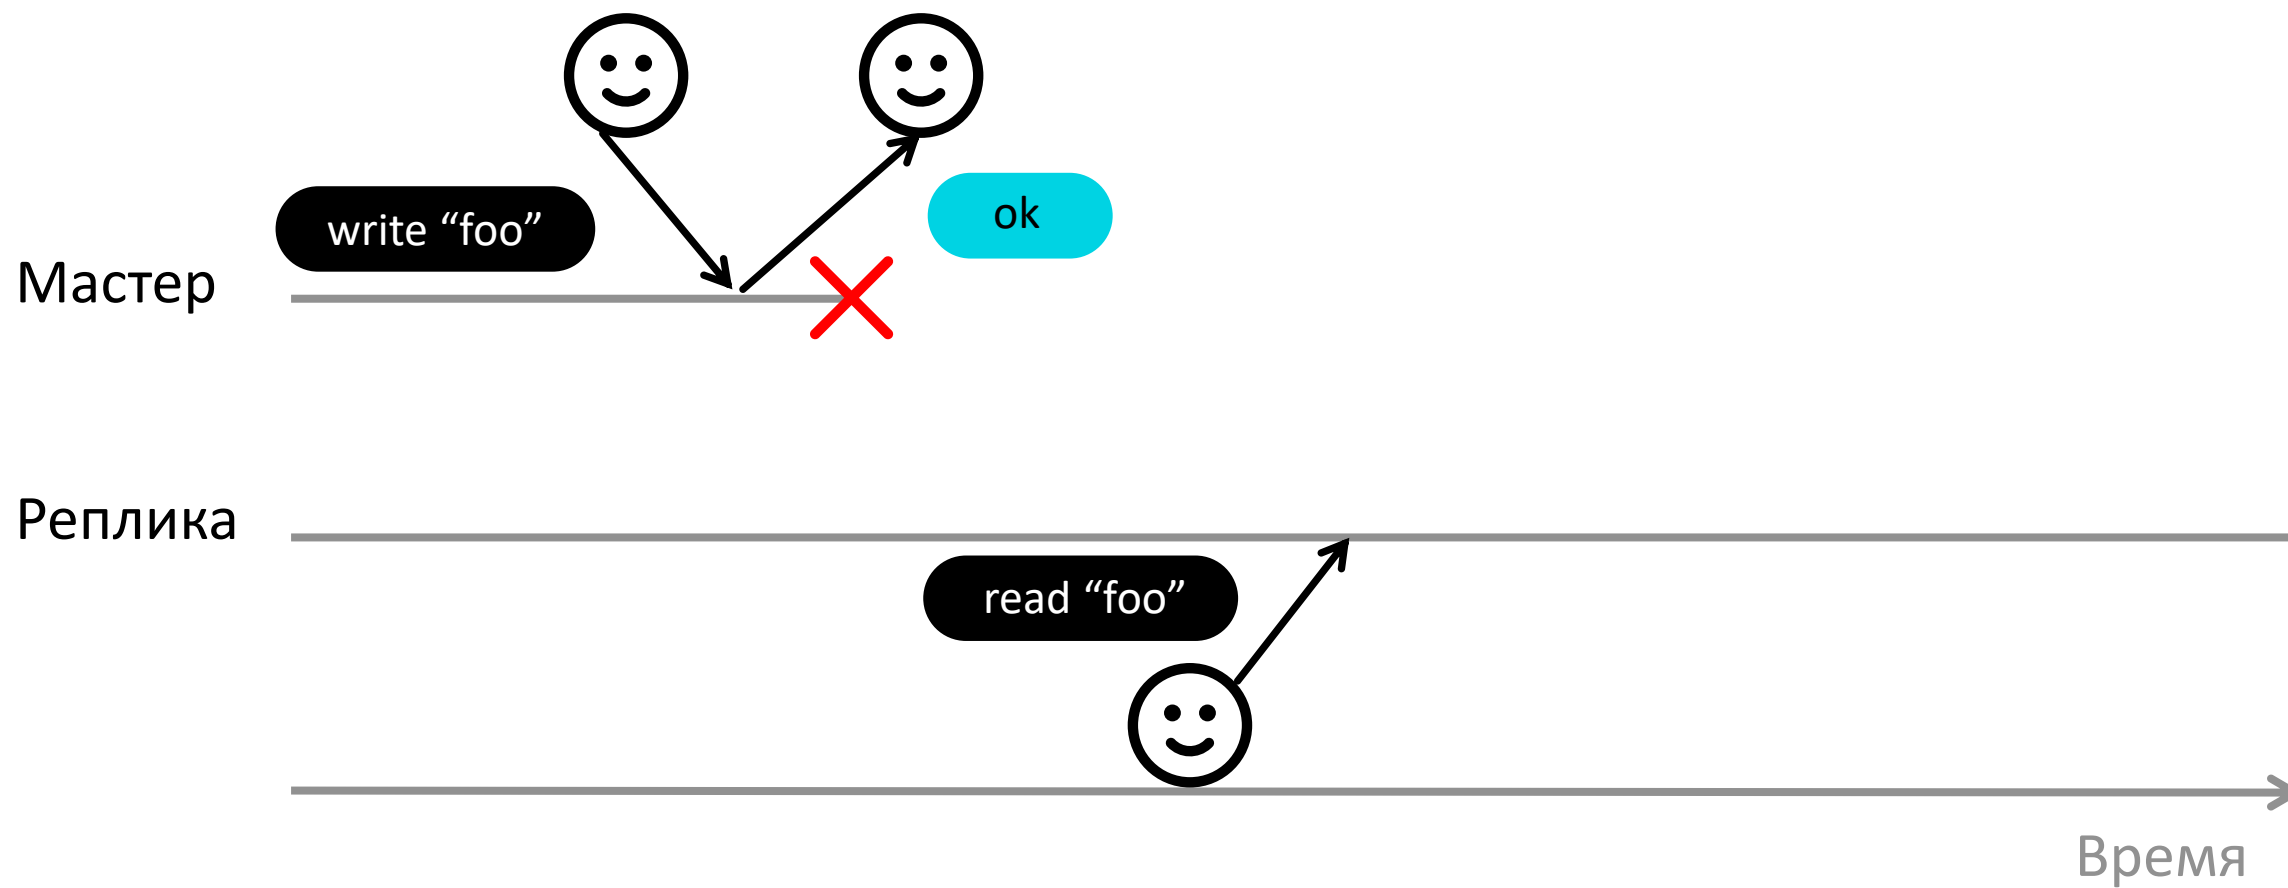 write “foo”
ok
Мастер
Реплика
read “foo”
Время